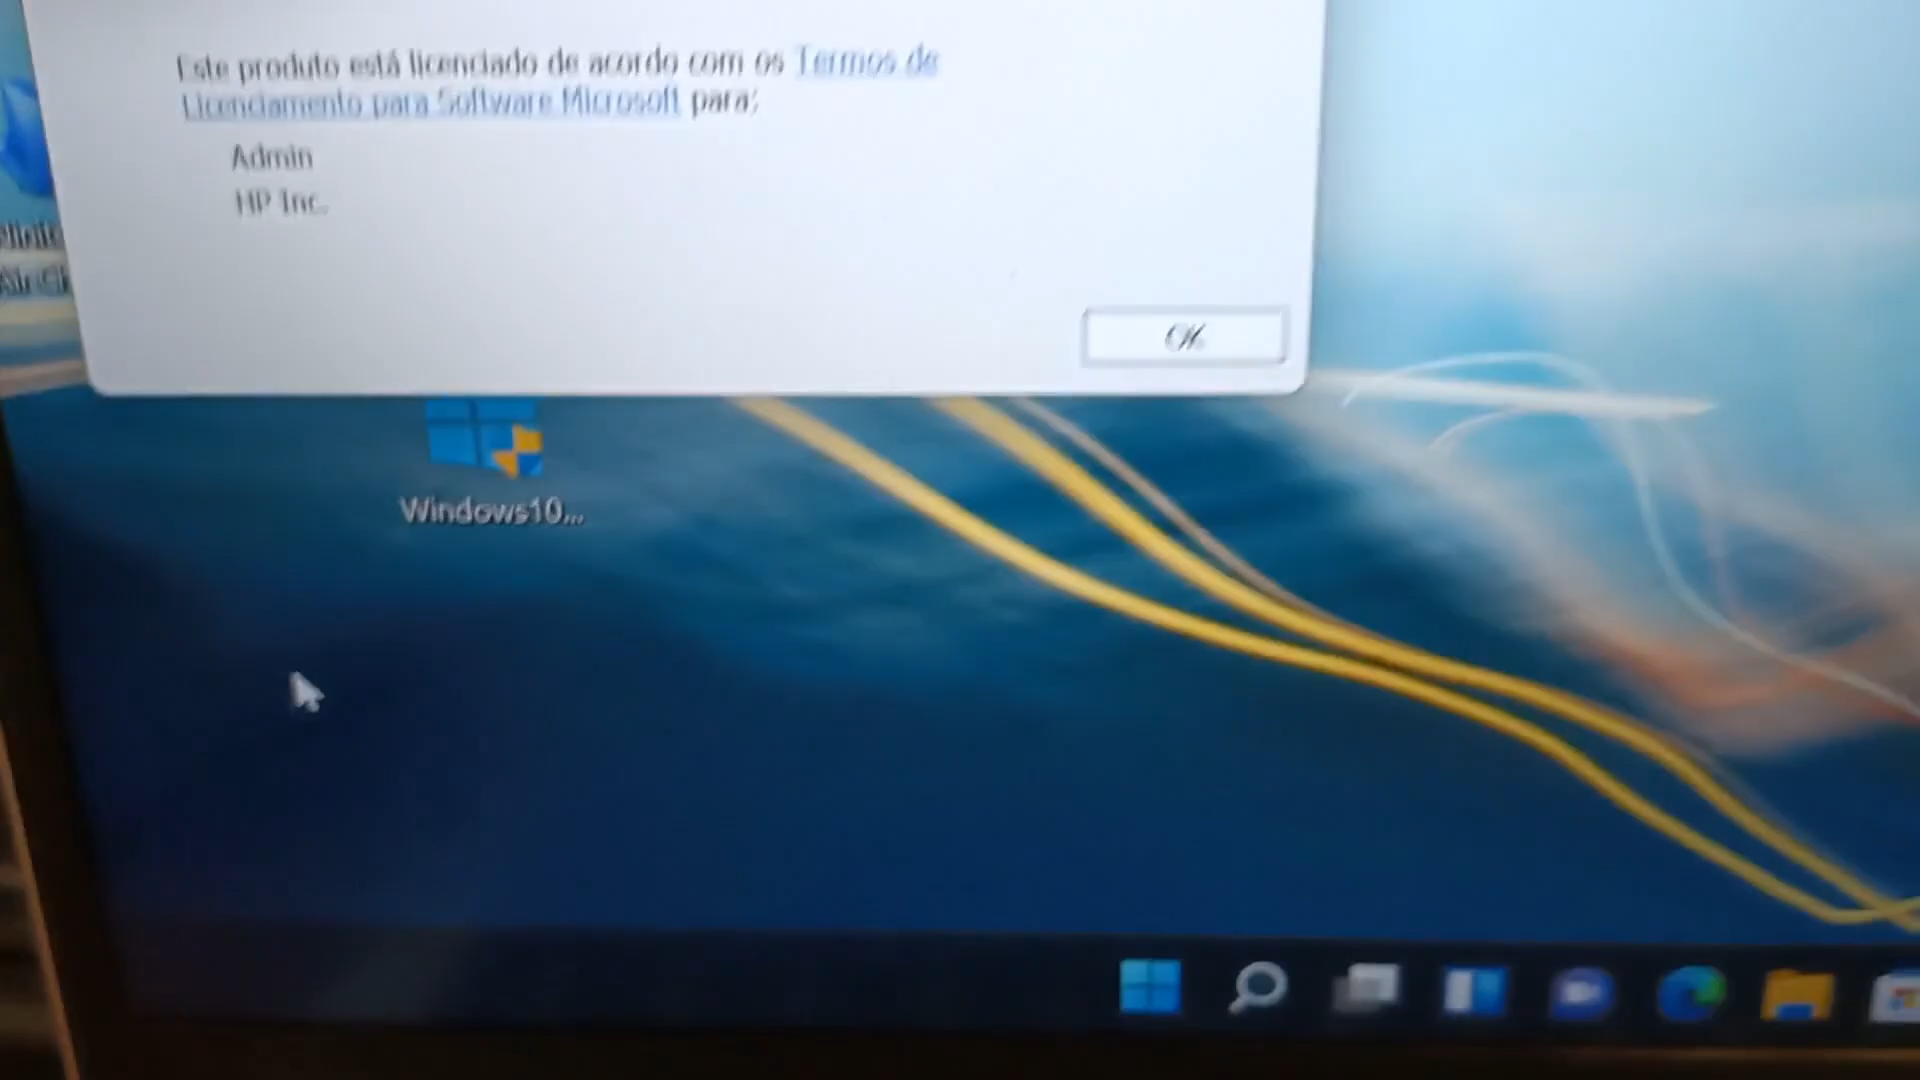 Este produto está licenciado de acordo com os Termos de
Licenciamento para Software Microsoft para:
Admin
HP Inc.
OK
Windows10...